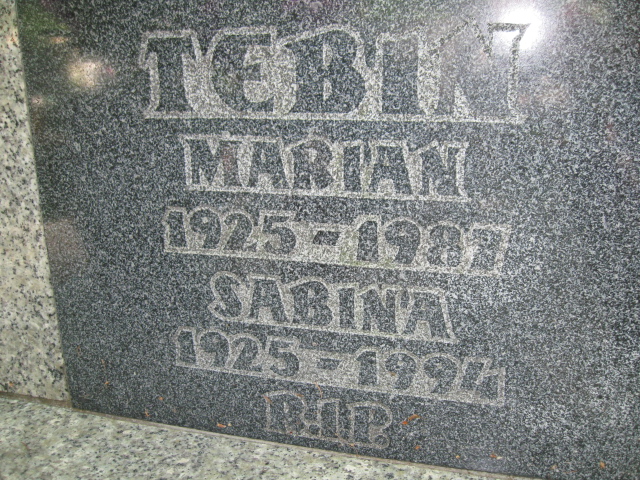 TEBIN
MARIAN
1925-1987
SABINA
1925-1994
R.I.P.